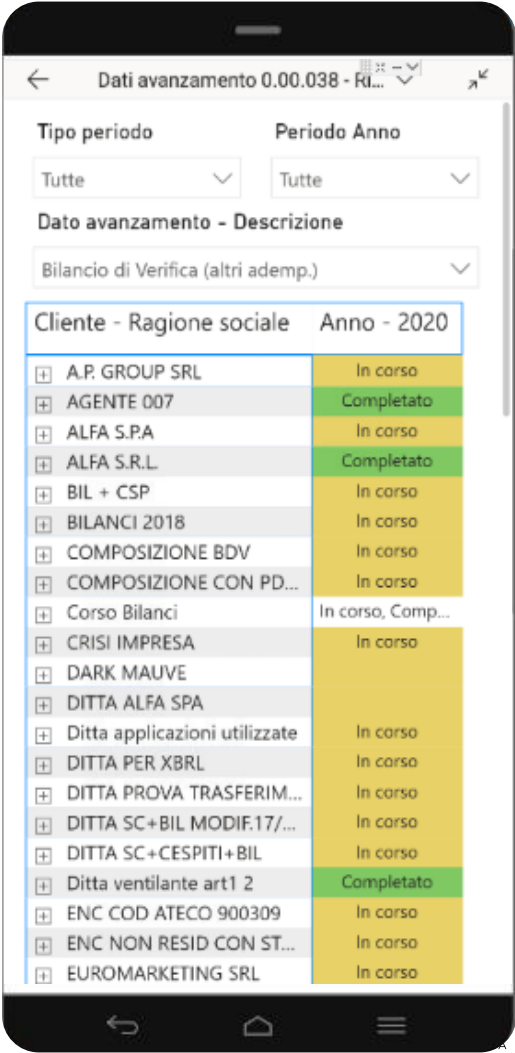 Dati avanzamento 0.00.038 - RI...
Tipo periodo Periodo Anno
Tutte Tutte
Dato avanzamento - Descrizione
Bilancio di Verifica (altri ademp.)
Cliente - Ragione sociale Anno - 2020
A.P. GROUP SRL In corso
AGENTE 007 Completato
ALFA S.P.A In corso
ALFA S.R.L. Completato
BIL + CSP In corso
BILANCI 2018 In corso
COMPOSIZIONE BDV In corso
COMPOSIZIONE CON PD... In corso
Corso Bilanci In corso, Comp...
CRISI IMPRESA In corso
DARK MAUVE
DITTA ALFA SPA
Ditta applicazioni utilizzate In corso
DITTA PER XBRL In corso
DITTA PROVA TRASFERIM... In corso
DITTA SC+BIL MODIF.17/... In corso
DITTA SC+CESPITI+BIL In corso
Ditta ventilante art1 2 Completato
ENC COD ATECO 900309 In corso
ENC NON RESID CON ST... In corso
EUROMARKETING SRL In corso
A